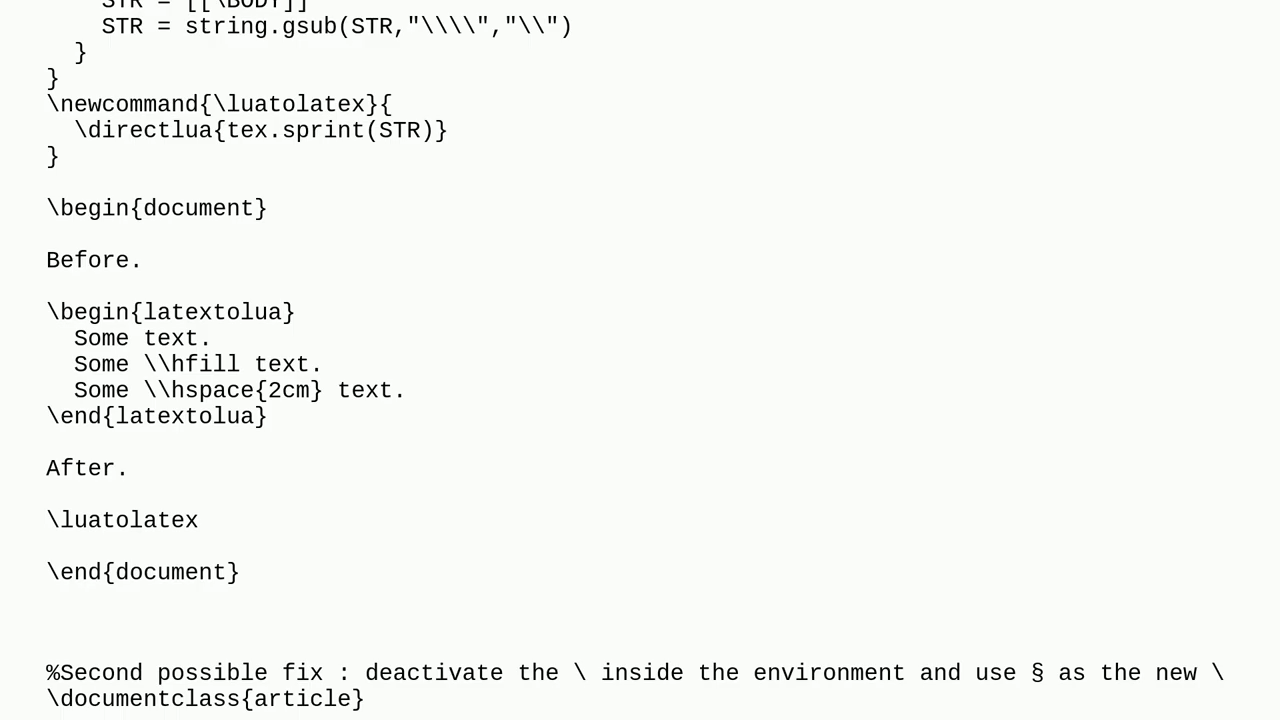 STR = [[\BODY]]
STR = string.gsub(STR,"\\\\","\\")
}
}
\newcommand{\luatolatex}{
\directlua{tex.sprint(STR)}
}
\begin{document}
Before.
\begin{latextolua}
Some text.
Some \\hfill text.
Some \\hspace{2cm} text.
\end{latextolua}
After.
\luatolatex
\end{document}
%Second possible fix : deactivate the \ inside the environment and use § as the new \
\documentclass{article}